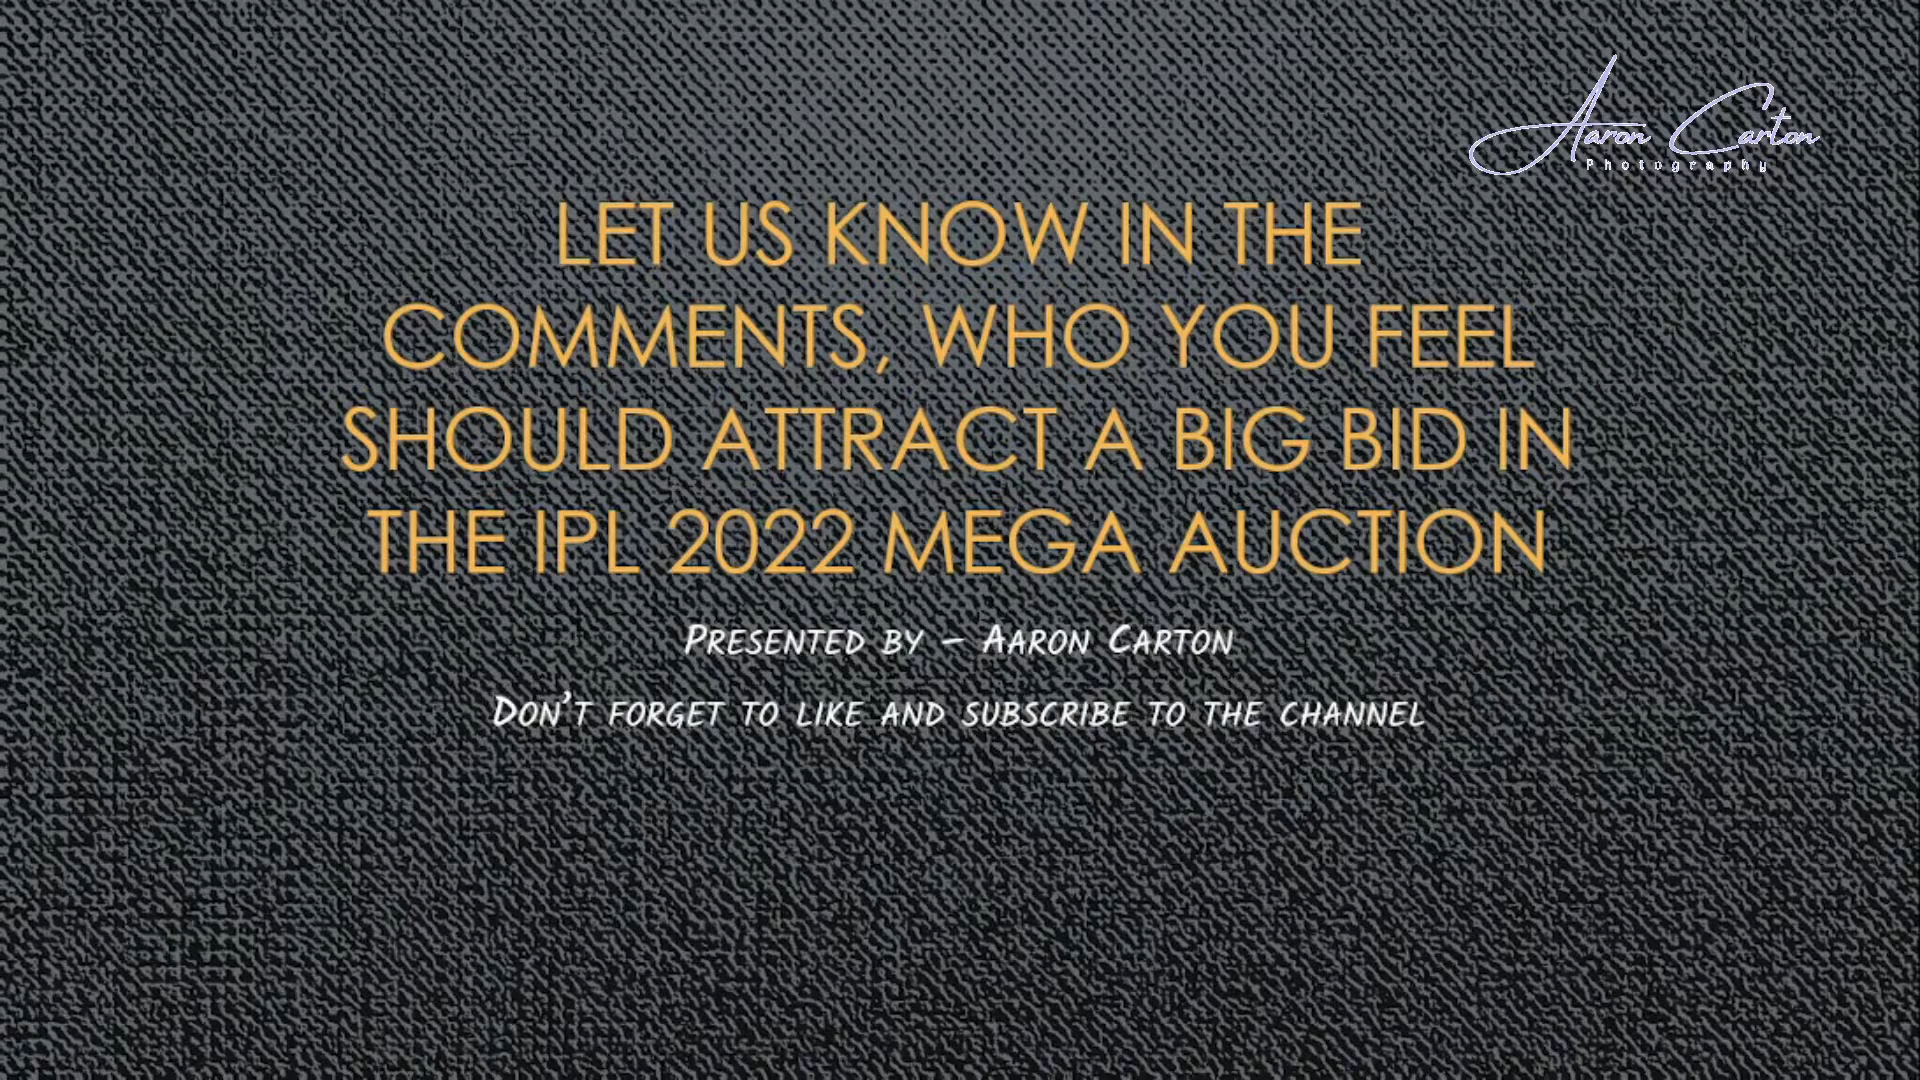 Aaron Carton
Photography
LET US KNOW IN THE
COMMENTS, WHO YOU FEEL
SHOULD ATTRACT A BIG BID IN
THE IPL 2022 MEGA AUCTION
PRESENTED BY – AARON CARTON
DON'T FORGET TO LIKE AND SUBSCRIBE TO THE CHANNEL